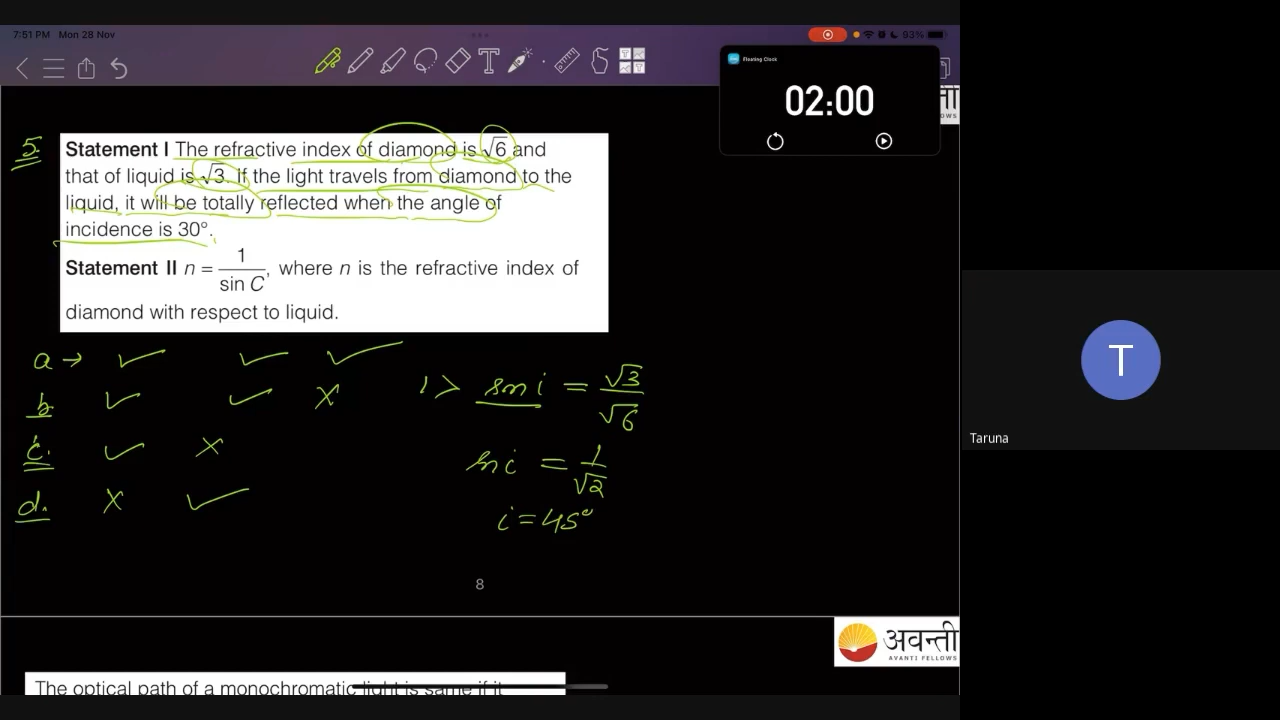 7:51 PM Mon 28 Nov
93%
Floating Clock
02:00
5.
Statement I The refractive index of diamond is √6 and
that of liquid is √3. If the light travels from diamond to the
liquid, it will be totally reflected when the angle of
incidence is 30°.
Statement II n = 1/sin C, where n is the refractive index of
diamond with respect to liquid.
a → ✓ ✓ ✓
b ✓ ✓ X
c. ✓ X
d. X ✓
1> sin i = √3/√6
sin i = 1/√2
i = 45°
8
अवन्ती
AVANTI FELLOWS
The optical path of a monochromatic light is same if it
T
Taruna